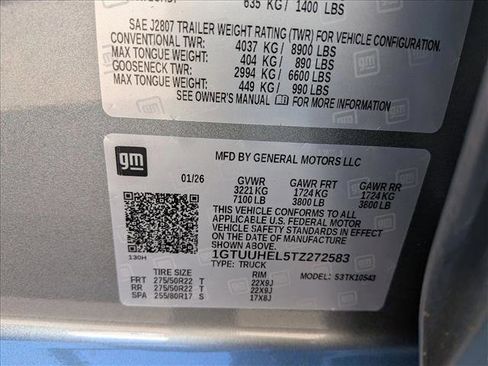 635 KG / 1400 LBS
SAE J2807 TRAILER WEIGHT RATING (TWR) FOR VEHICLE CONFIGURATION.
CONVENTIONAL TWR: 4037 KG / 8900 LBS
MAX TONGUE WEIGHT: 404 KG / 890 LBS
GOOSENECK TWR: 2994 KG / 6600 LBS
MAX TONGUE WEIGHT: 449 KG / 990 LBS
SEE OWNER'S MANUAL FOR MORE INFORMATION
gm
MFD BY GENERAL MOTORS LLC
01/26 GVWR GAWR FRT GAWR RR
3221 KG 1724 KG 1724 KG
7100 LB 3800 LB 3800 LB
THIS VEHICLE CONFORMS TO ALL
APPLICABLE U.S. FEDERAL MOTOR
VEHICLE SAFETY STANDARDS IN EFFECT
ON THE DATE OF MANUFACTURE SHOWN ABOVE.
1GTUUHEL5TZ272583
130H TYPE: TRUCK
TIRE SIZE RIM MODEL: S3TK10543
FRT 275/50R22 T 22X9J
RR 275/50R22 T 22X9J
SPA 255/80R17 S 17X8J